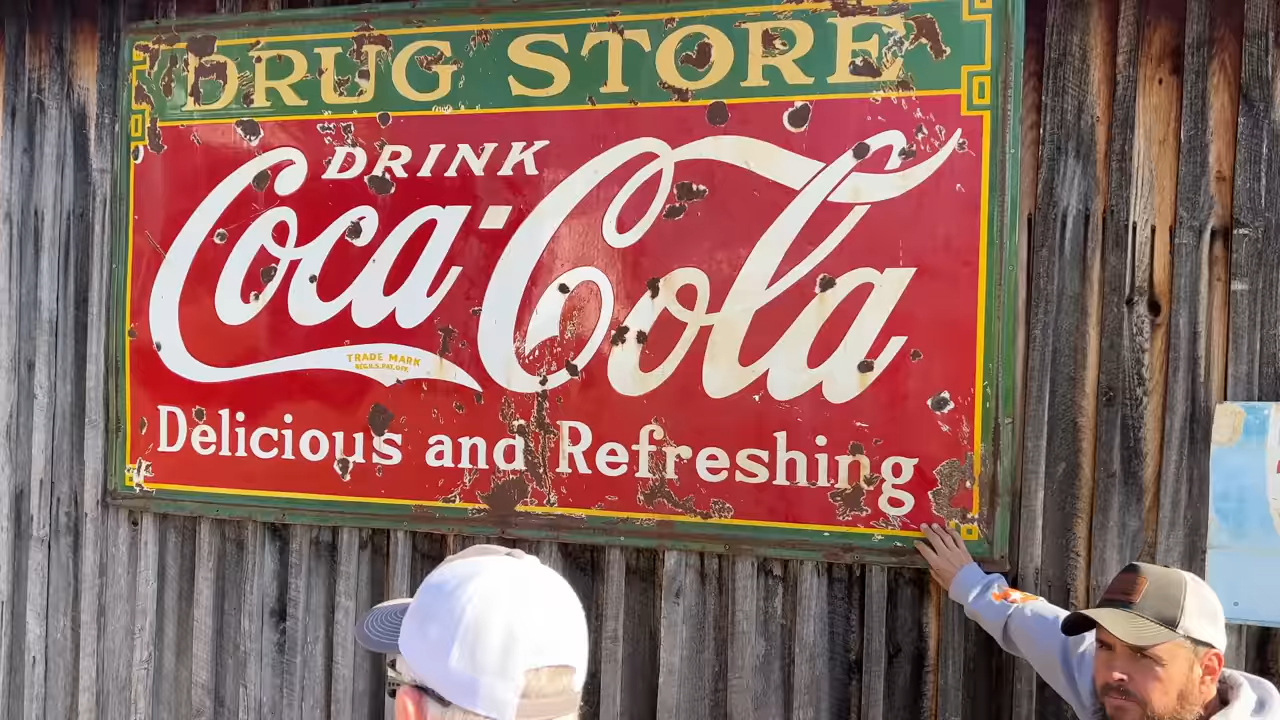 DRUG STORE
DRINK
Coca-Cola
TRADE MARK
REG.U.S.PAT.OFF.
Delicious and Refreshing